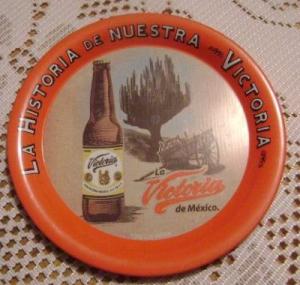 LA HISTORIA DE NUESTRA VICTORIA
Victoria
La
Victoria
de México.